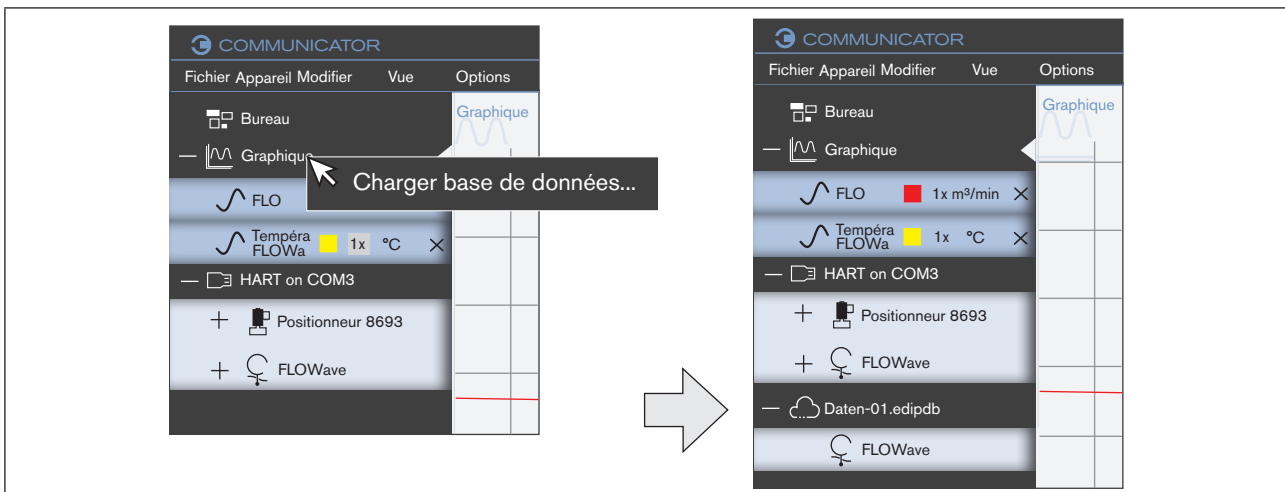 COMMUNICATOR
Fichier Appareil Modifier Vue Options
Bureau
Graphique
Graphique
Charger base de données...
FLO
Tempéra
FLOWa
1x °C
HART on COM3
Positionneur 8693
FLOWave
COMMUNICATOR
Fichier Appareil Modifier Vue Options
Bureau
Graphique
Graphique
FLO 1x m³/min
Tempéra
FLOWa
1x °C
HART on COM3
Positionneur 8693
FLOWave
Daten-01.edipdb
FLOWave